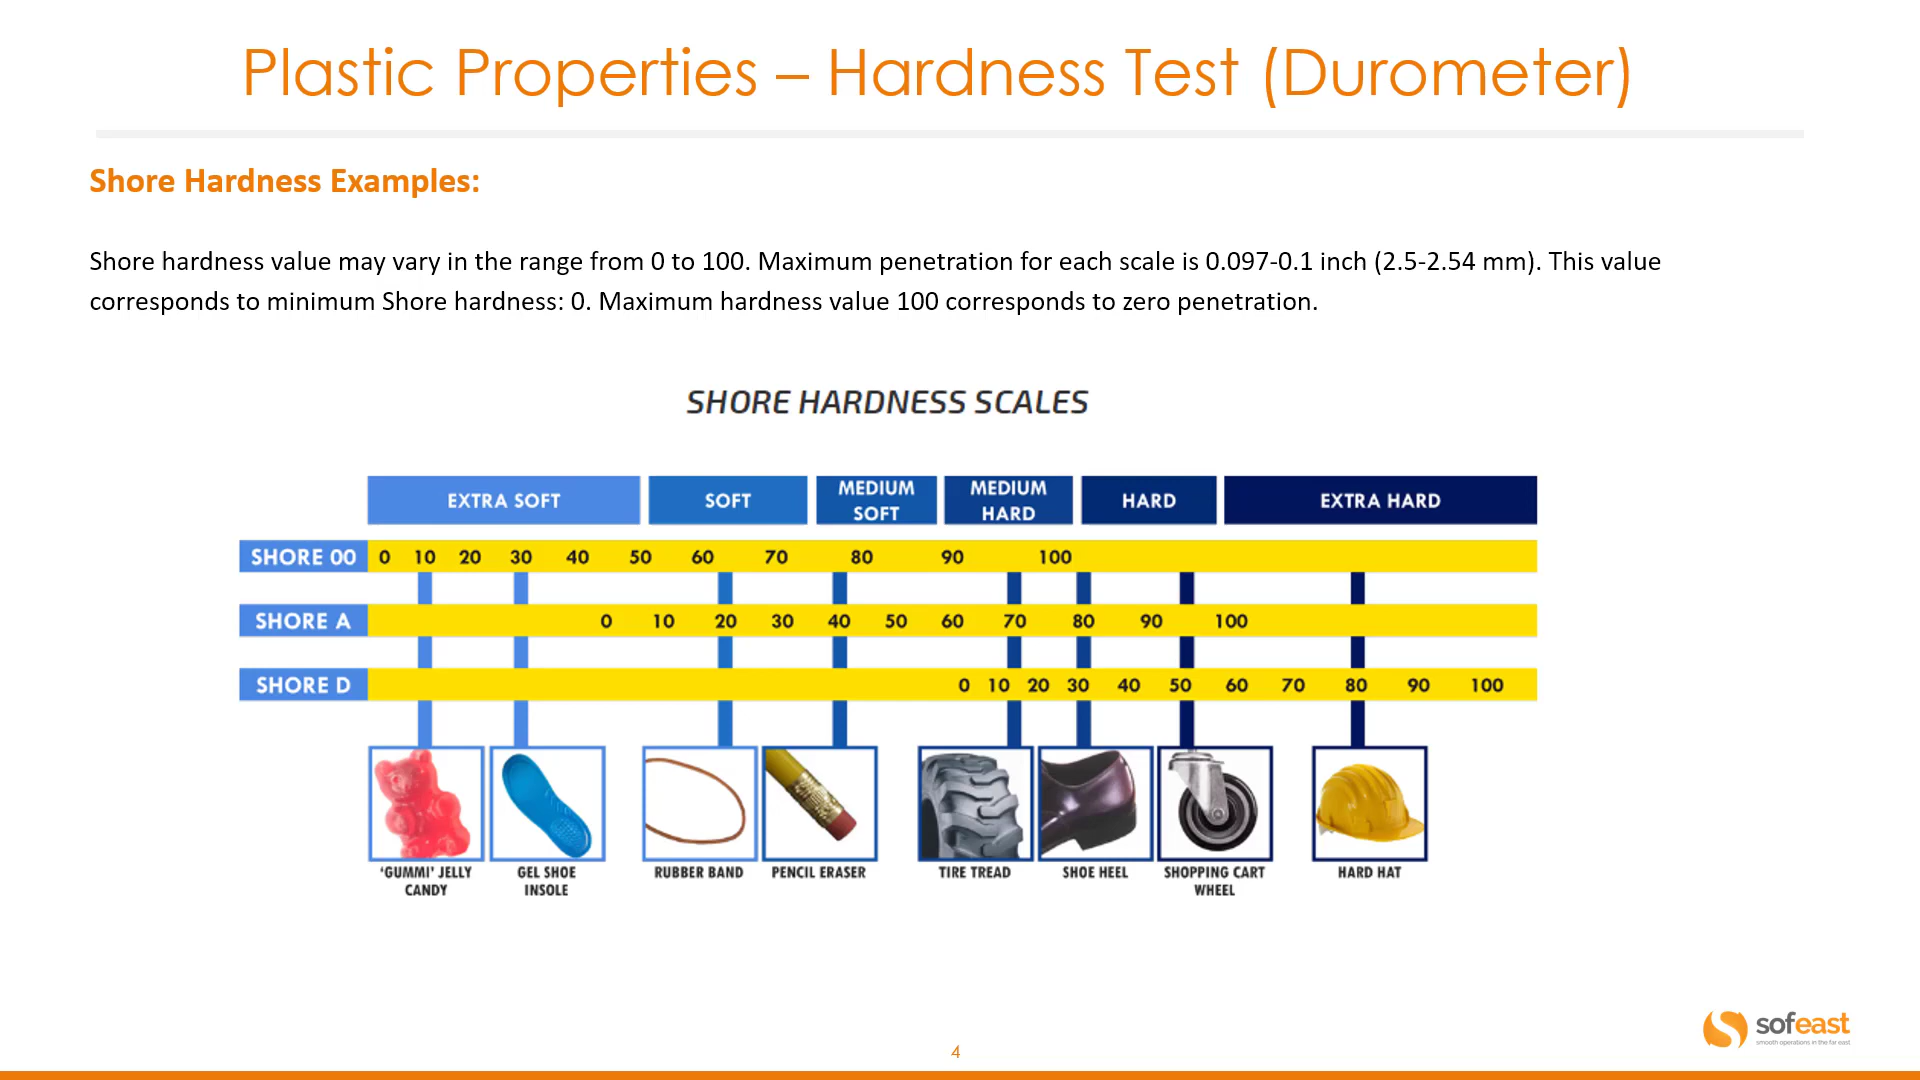 Plastic Properties – Hardness Test (Durometer)
Shore Hardness Examples:
Shore hardness value may vary in the range from 0 to 100. Maximum penetration for each scale is 0.097-0.1 inch (2.5-2.54 mm). This value
corresponds to minimum Shore hardness: 0. Maximum hardness value 100 corresponds to zero penetration.
SHORE HARDNESS SCALES
EXTRA SOFT SOFT MEDIUM SOFT MEDIUM HARD HARD EXTRA HARD
SHORE 00 0 10 20 30 40 50 60 70 80 90 100
SHORE A 0 10 20 30 40 50 60 70 80 90 100
SHORE D 0 10 20 30 40 50 60 70 80 90 100
‘GUMMI’ JELLY CANDY
GEL SHOE INSOLE
RUBBER BAND
PENCIL ERASER
TIRE TREAD
SHOE HEEL
SHOPPING CART WHEEL
HARD HAT
sofeast
smooth operations in the far east
4